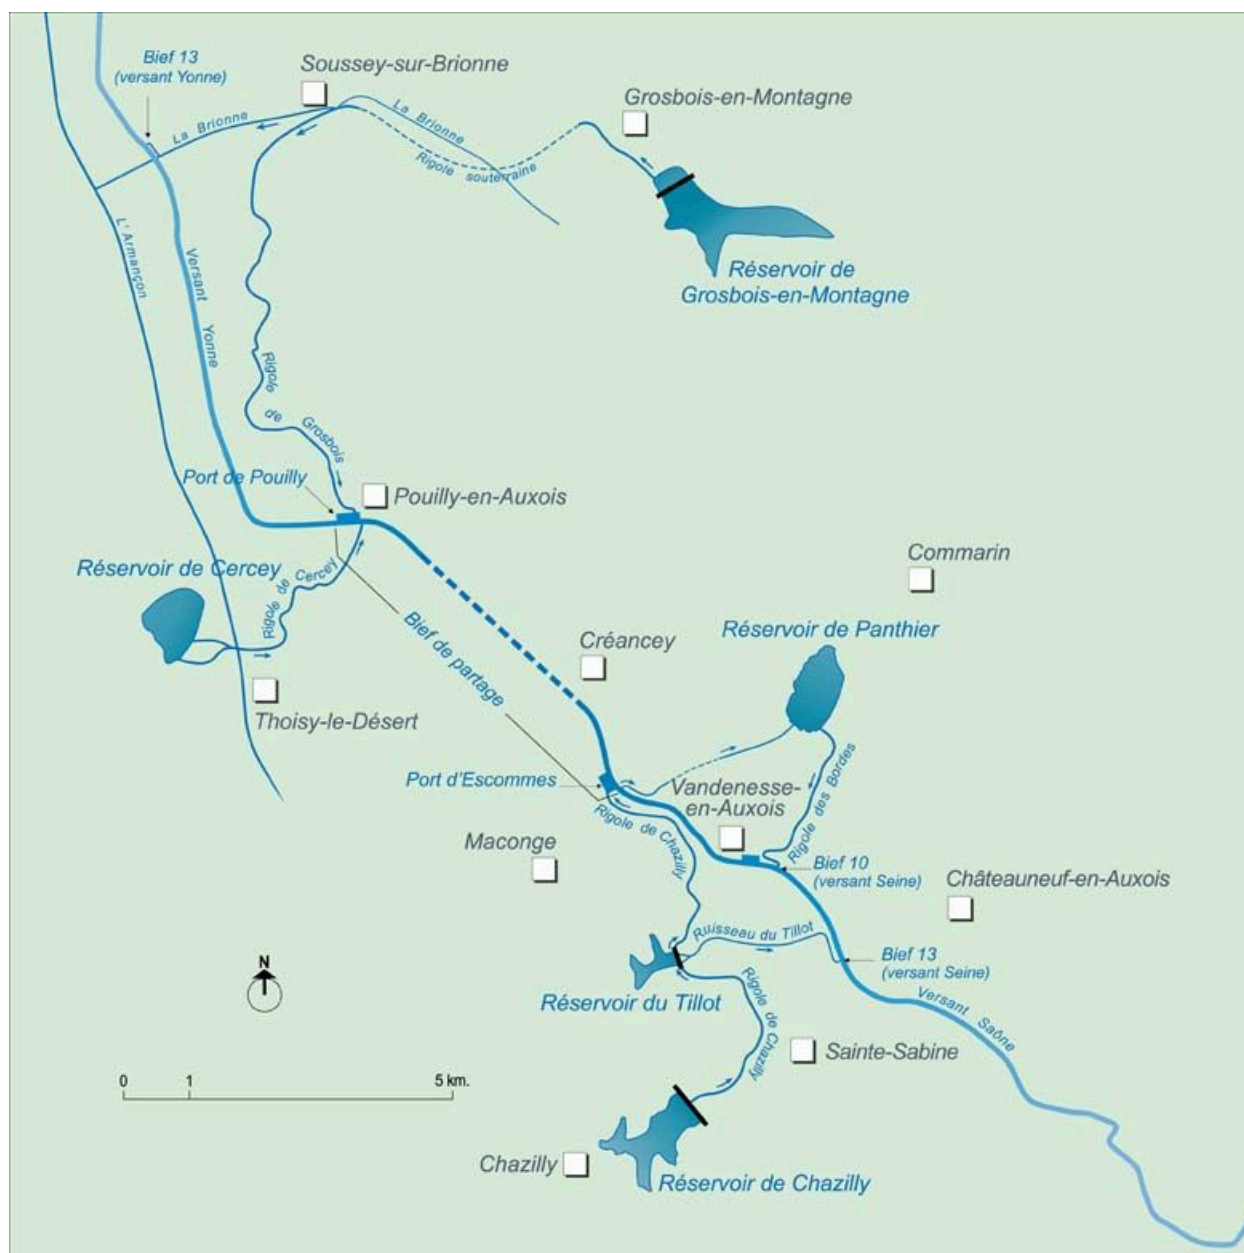 Bief 13
(versant Yonne)
Soussey-sur-Brionne
La Brionne
La Brionne
Grosbois-en-Montagne
Rigole souterraine
L'Armançon
Versant Yonne
Réservoir de
Grosbois-en-Montagne
Rigole de Grosbois
Port de Pouilly
Pouilly-en-Auxois
Réservoir de Cercey
Rigole de Cercey
Commarin
Bief de partage
Créancey
Réservoir de Panthier
Thoisy-le-Désert
Port d'Escommes
Vandenesse-
en-Auxois
Rigole des Bordes
Rigole de Chazilly
Maconge
Bief 10
(versant Seine)
Châteauneuf-en-Auxois
Ruisseau du Tillot
Bief 13
(versant Seine)
N
Réservoir du Tillot
Rigole de Chazilly
Versant Saône
Sainte-Sabine
0 1 5 km.
Chazilly
Réservoir de Chazilly